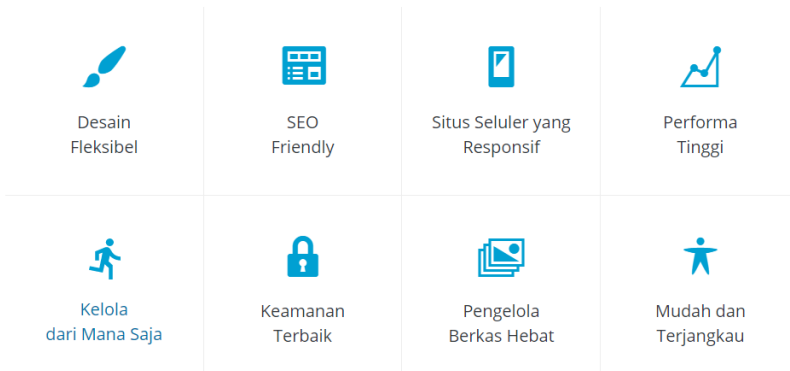 Desain
Fleksibel
SEO
Friendly
Situs Seluler yang
Responsif
Performa
Tinggi
Kelola
dari Mana Saja
Keamanan
Terbaik
Pengelola
Berkas Hebat
Mudah dan
Terjangkau